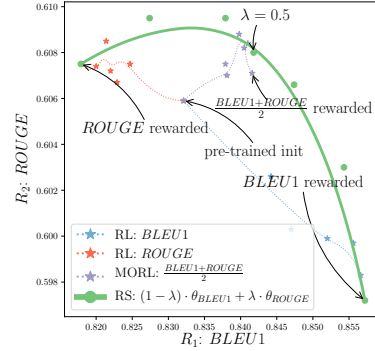 0.610
0.608
0.606
0.604
0.602
0.600
0.598
R₂: ROUGE
λ = 0.5
BLEU1+ROUGE/2 rewarded
ROUGE rewarded
pre-trained init
BLEU1 rewarded
RL: BLEU1
RL: ROUGE
MORL: BLEU1+ROUGE/2
RS: (1 − λ) · θ_BLEU1 + λ · θ_ROUGE
0.820 0.825 0.830 0.835 0.840 0.845 0.850 0.855
R₁: BLEU1